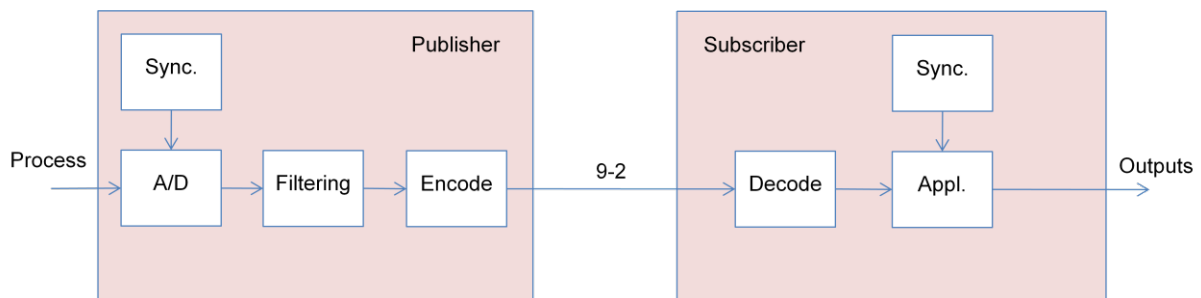 Publisher
Subscriber
Sync.
Sync.
Process
A/D
Filtering
Encode
9-2
Decode
Appl.
Outputs